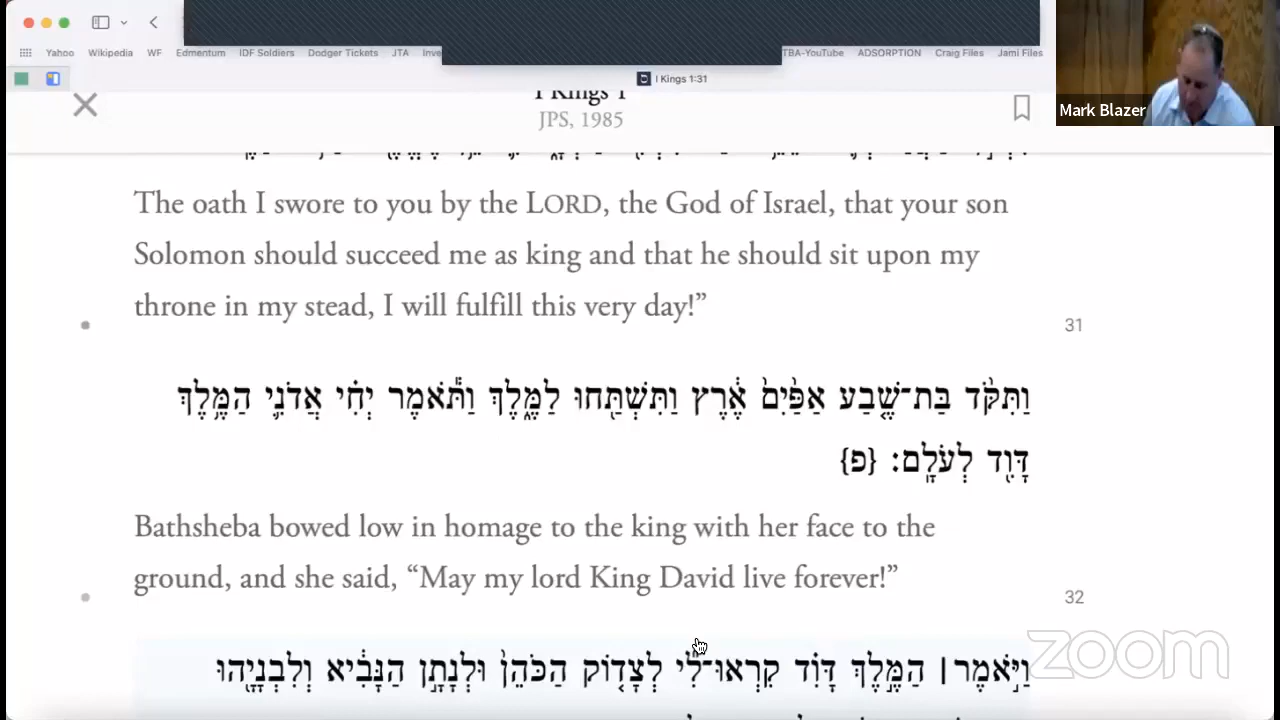 Yahoo Wikipedia WF Edmentum IDF Soldiers Dodger Tickets JTA Inve
TBA-YouTube ADSORPTION Craig Files Jami Files
I Kings 1:31
Mark Blazer
I Kings 1
JPS, 1985
The oath I swore to you by the LORD, the God of Israel, that your son
Solomon should succeed me as king and that he should sit upon my
throne in my stead, I will fulfill this very day!”
31
וַתִּקֹּ֨ד בַּת־שֶׁ֤בַע אַפַּ֙יִם֙ אֶ֔רֶץ וַתִּשְׁתַּ֖חוּ לַמֶּ֑לֶךְ וַתֹּ֕אמֶר יְחִ֗י אֲדֹנִ֛י הַמֶּ֥לֶךְ
דָּוִ֖ד לְעֹלָֽם׃ {פ}
Bathsheba bowed low in homage to the king with her face to the
ground, and she said, “May my lord King David live forever!”
32
וַיֹּ֣אמֶר ׀ הַמֶּ֣לֶךְ דָּוִ֗ד קִרְאוּ־לִ֞י לְצָד֤וֹק הַכֹּהֵן֙ וּלְנָתָ֣ן הַנָּבִ֔יא וְלִבְנָיָ֖הוּ
zoom